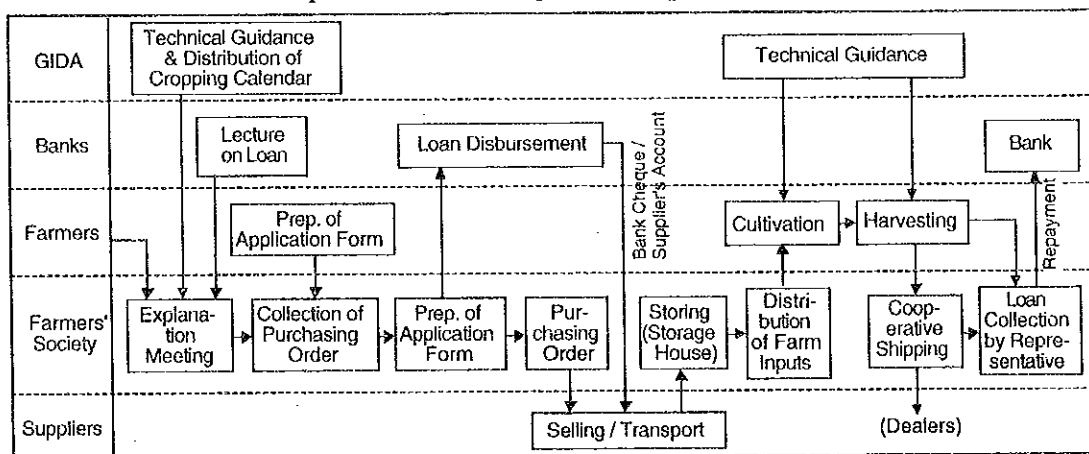 GIDA
Technical Guidance
& Distribution of
Cropping Calendar
Technical Guidance
Banks
Lecture
on Loan
Loan Disbursement
Bank Cheque /
Supplier's Account
Bank
Farmers
Prep. of
Application Form
Cultivation
Harvesting
Repayment
Farmers'
Society
Explana-
tion
Meeting
Collection of
Purchasing
Order
Prep. of
Application
Form
Pur-
chasing
Order
Storing
(Storage
House)
Distri-
bution
of Farm
Inputs
Coop-
erative
Shipping
Loan
Collection
by Repre-
sentative
Suppliers
Selling / Transport
(Dealers)